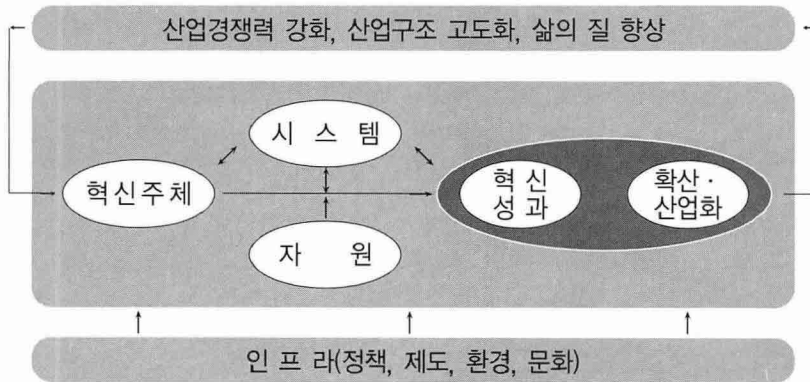 산업경쟁력 강화, 산업구조 고도화, 삶의 질 향상
시 스 템
혁신주체
혁 신
성 과
확산·
산업화
자 원
인 프 라(정책, 제도, 환경, 문화)